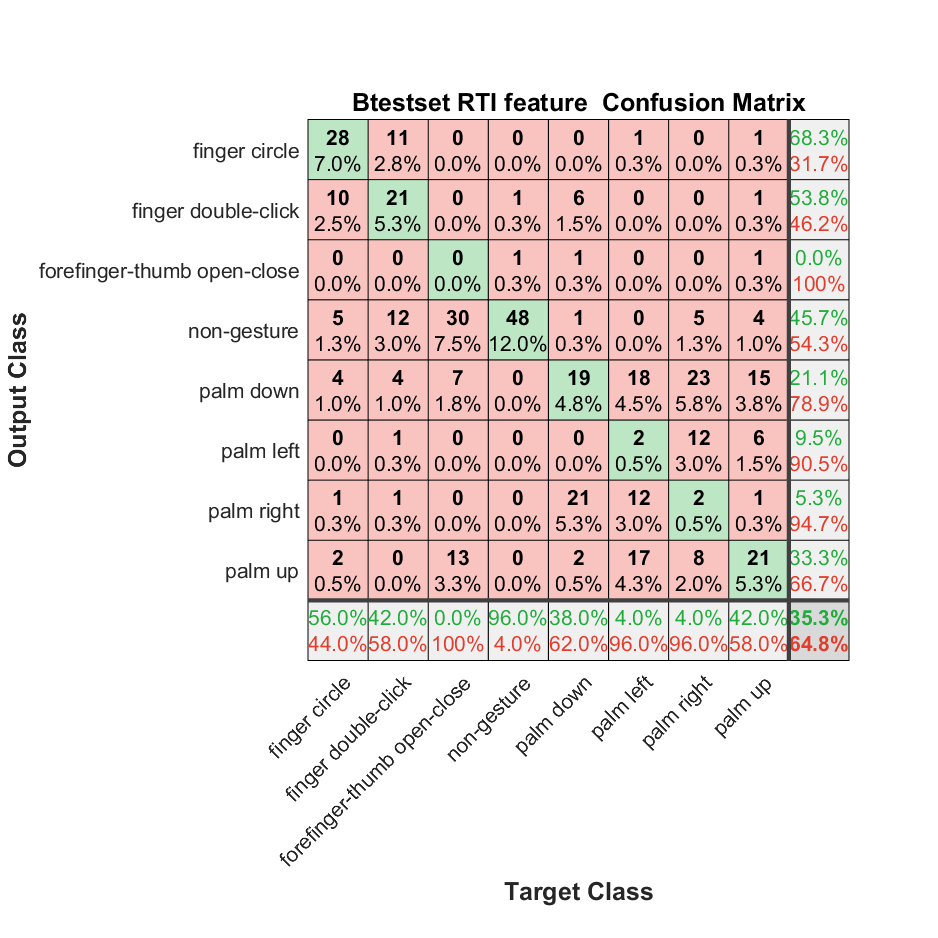 Btestset RTI feature  Confusion Matrix
finger circle 28 11 0 0 0 1 0 1 68.3%
7.0% 2.8% 0.0% 0.0% 0.0% 0.3% 0.0% 0.3% 31.7%
finger double-click 10 21 0 1 6 0 0 1 53.8%
2.5% 5.3% 0.0% 0.3% 1.5% 0.0% 0.0% 0.3% 46.2%
forefinger-thumb open-close 0 0 0 1 1 0 0 1 0.0%
0.0% 0.0% 0.0% 0.3% 0.3% 0.0% 0.0% 0.3% 100%
non-gesture 5 12 30 48 1 0 5 4 45.7%
1.3% 3.0% 7.5% 12.0% 0.3% 0.0% 1.3% 1.0% 54.3%
palm down 4 4 7 0 19 18 23 15 21.1%
1.0% 1.0% 1.8% 0.0% 4.8% 4.5% 5.8% 3.8% 78.9%
palm left 0 1 0 0 0 2 12 6 9.5%
0.0% 0.3% 0.0% 0.0% 0.0% 0.5% 3.0% 1.5% 90.5%
palm right 1 1 0 0 21 12 2 1 5.3%
0.3% 0.3% 0.0% 0.0% 5.3% 3.0% 0.5% 0.3% 94.7%
palm up 2 0 13 0 2 17 8 21 33.3%
0.5% 0.0% 3.3% 0.0% 0.5% 4.3% 2.0% 5.3% 66.7%
56.0% 42.0% 0.0% 96.0% 38.0% 4.0% 4.0% 42.0% 35.3%
44.0% 58.0% 100% 4.0% 62.0% 96.0% 96.0% 58.0% 64.8%
Output Class
finger circle
finger double-click
forefinger-thumb open-close
non-gesture
palm down
palm left
palm right
palm up
Target Class